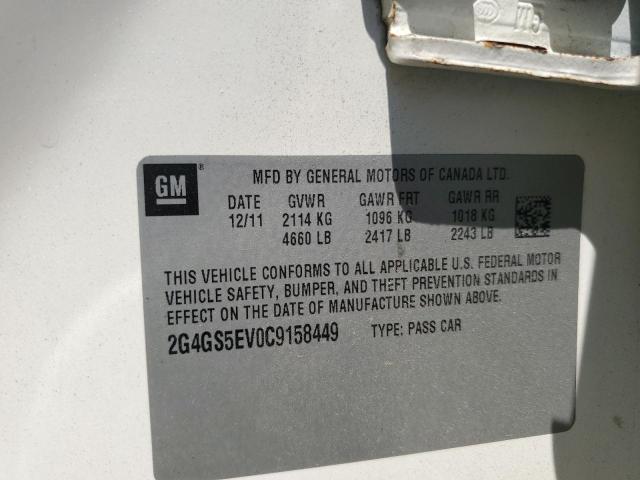 GM
MFD BY GENERAL MOTORS OF CANADA LTD.
DATE GVWR GAWR FRT GAWR RR
12/11 2114 KG 1096 KG 1018 KG
4660 LB 2417 LB 2243 LB
THIS VEHICLE CONFORMS TO ALL APPLICABLE U.S. FEDERAL MOTOR
VEHICLE SAFETY, BUMPER, AND THEFT PREVENTION STANDARDS IN
EFFECT ON THE DATE OF MANUFACTURE SHOWN ABOVE.
2G4GS5EV0C9158449 TYPE: PASS CAR